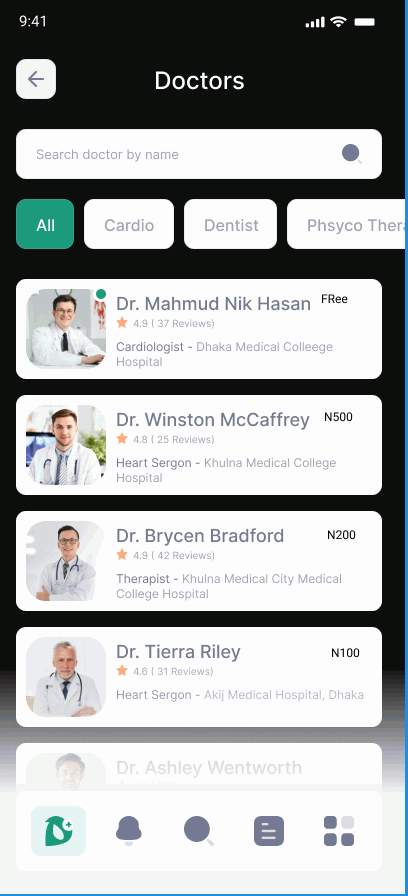 9:41
Doctors
Search doctor by name
All
Cardio
Dentist
Phsyco Thera
Dr. Mahmud Nik Hasan
FRee
4.9 ( 37 Reviews)
Cardiologist - Dhaka Medical Colleege
Hospital
Dr. Winston McCaffrey
N500
4.8 ( 25 Reviews)
Heart Sergon - Khulna Medical College
Hospital
Dr. Brycen Bradford
N200
4.9 ( 42 Reviews)
Therapist - Khulna Medical City Medical
College Hospital
Dr. Tierra Riley
N100
4.6 ( 31 Reviews)
Heart Sergon - Akij Medical Hospital, Dhaka
Dr. Ashley Wentworth